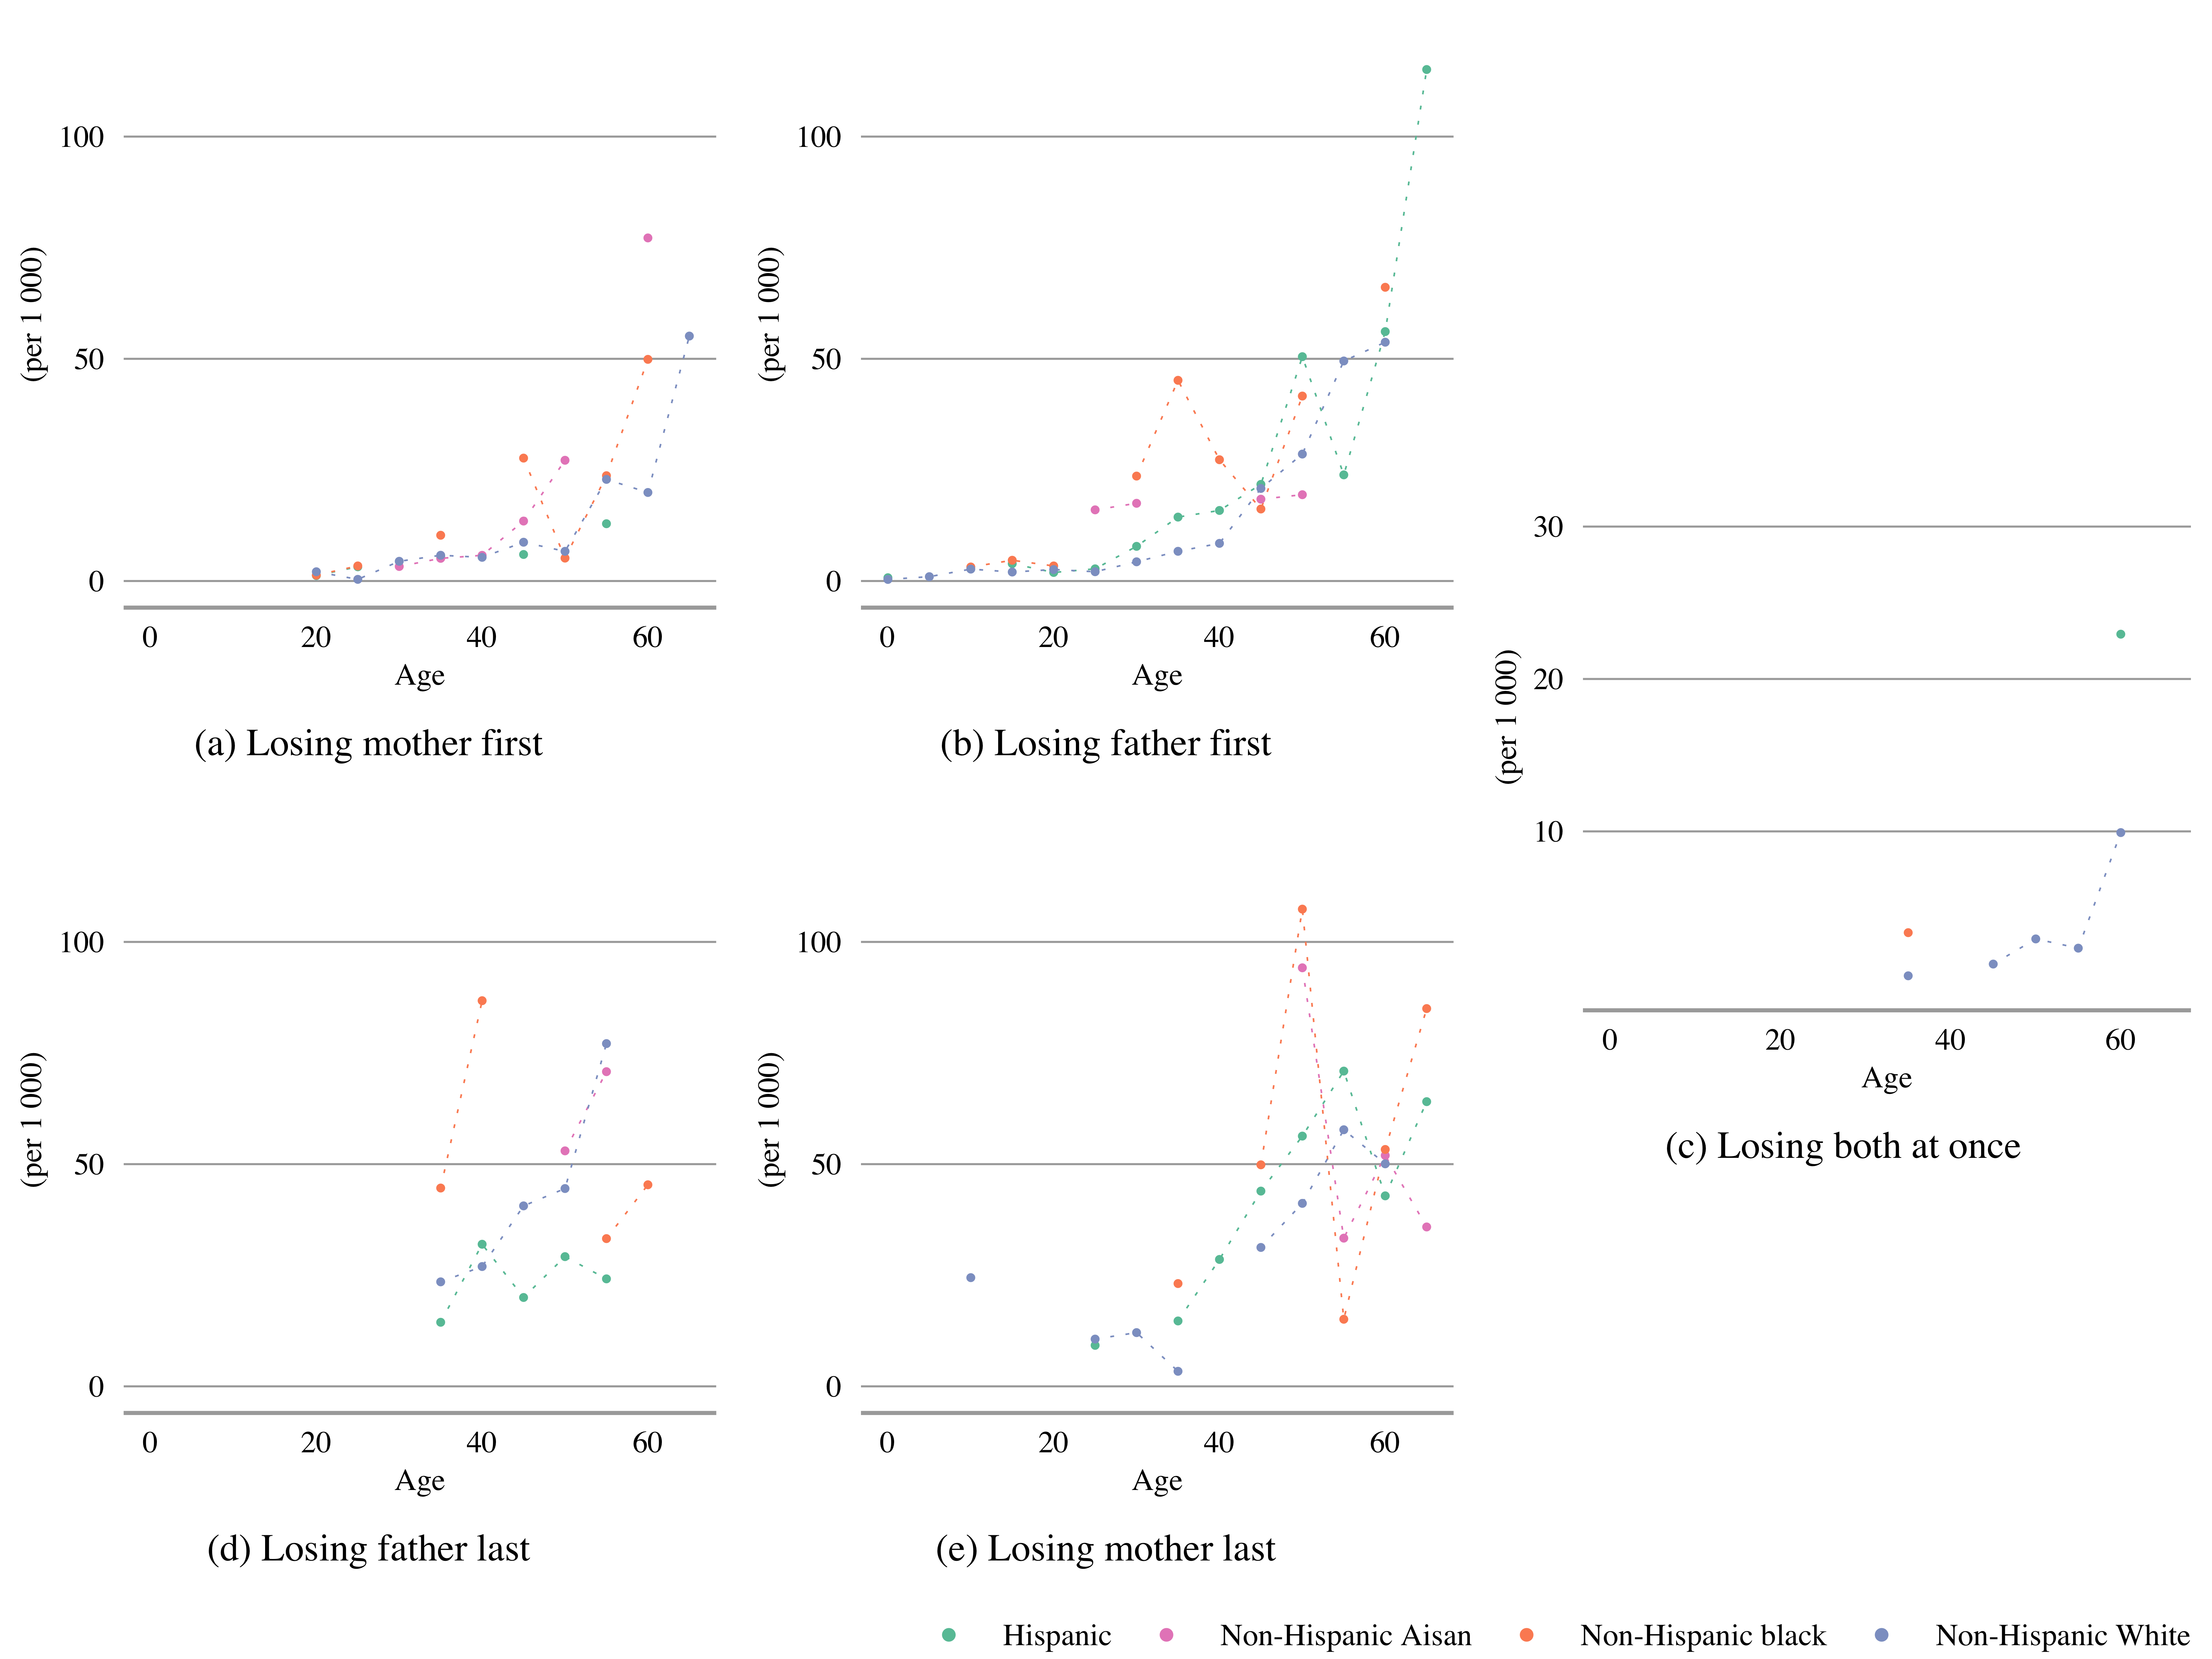 100
50
0
(per 1 000)
0 20 40 60
Age
(a) Losing mother first
100
50
0
(per 1 000)
0 20 40 60
Age
(b) Losing father first
30
20
10
(per 1 000)
0 20 40 60
Age
(c) Losing both at once
100
50
0
(per 1 000)
0 20 40 60
Age
(d) Losing father last
100
50
0
(per 1 000)
0 20 40 60
Age
(e) Losing mother last
Hispanic Non-Hispanic Aisan Non-Hispanic black Non-Hispanic White